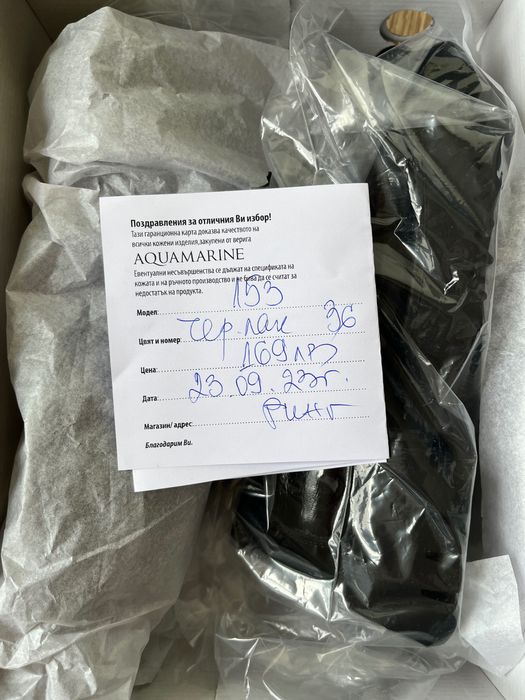 Поздравления за отличния Ви избор!
Тази гаранционна карта доказва качеството на
всички кожени изделия,закупени от верига
AQUAMARINE
Евентуални несъвършенства се дължат на спецификата на
кожата и на ръчното производство и не бива да се считат за
недостатък на продукта.
Модел: 153
Цвят и номер: Чер. лак 36
Цена: 169лв
Дата: 23.09.23г.
Магазин/ адрес: Ринг
Благодарим Ви.